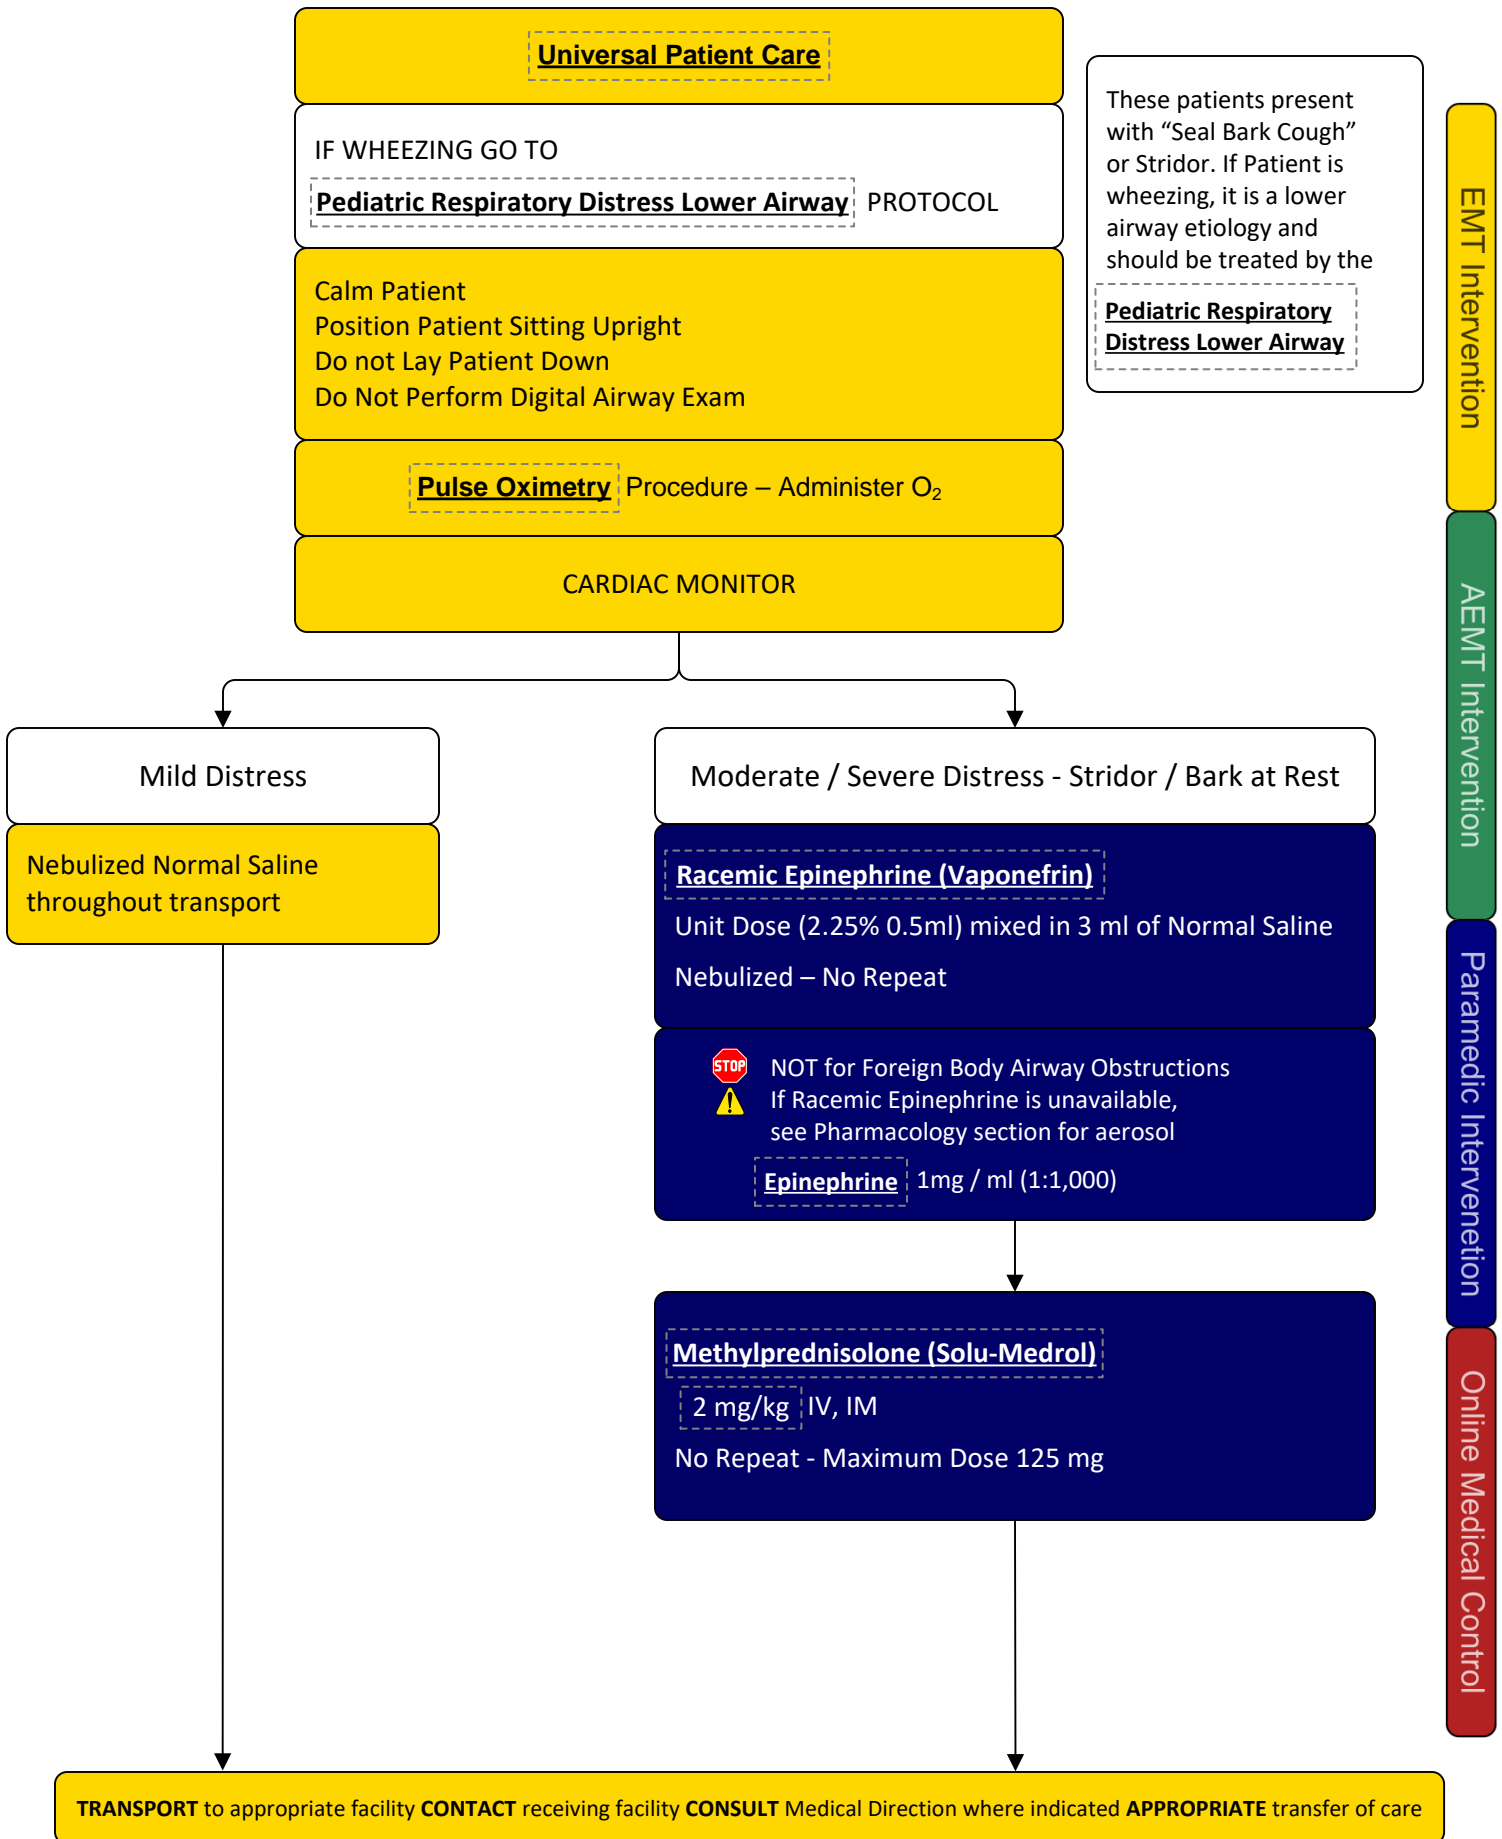 Universal Patient Care
IF WHEEZING GO TO
Pediatric Respiratory Distress Lower Airway PROTOCOL
Calm Patient
Position Patient Sitting Upright
Do not Lay Patient Down
Do Not Perform Digital Airway Exam
Pulse Oximetry Procedure – Administer O₂
CARDIAC MONITOR
These patients present
with “Seal Bark Cough”
or Stridor. If Patient is
wheezing, it is a lower
airway etiology and
should be treated by the
Pediatric Respiratory
Distress Lower Airway
Mild Distress
Nebulized Normal Saline
throughout transport
Moderate / Severe Distress - Stridor / Bark at Rest
Racemic Epinephrine (Vaponefrin)
Unit Dose (2.25% 0.5ml) mixed in 3 ml of Normal Saline
Nebulized – No Repeat
STOP
NOT for Foreign Body Airway Obstructions
If Racemic Epinephrine is unavailable,
see Pharmacology section for aerosol
Epinephrine 1mg / ml (1:1,000)
Methylprednisolone (Solu-Medrol)
2 mg/kg IV, IM
No Repeat - Maximum Dose 125 mg
TRANSPORT to appropriate facility CONTACT receiving facility CONSULT Medical Direction where indicated APPROPRIATE transfer of care
EMT Intervention
AEMT Intervention
Paramedic Intervenetion
Online Medical Control